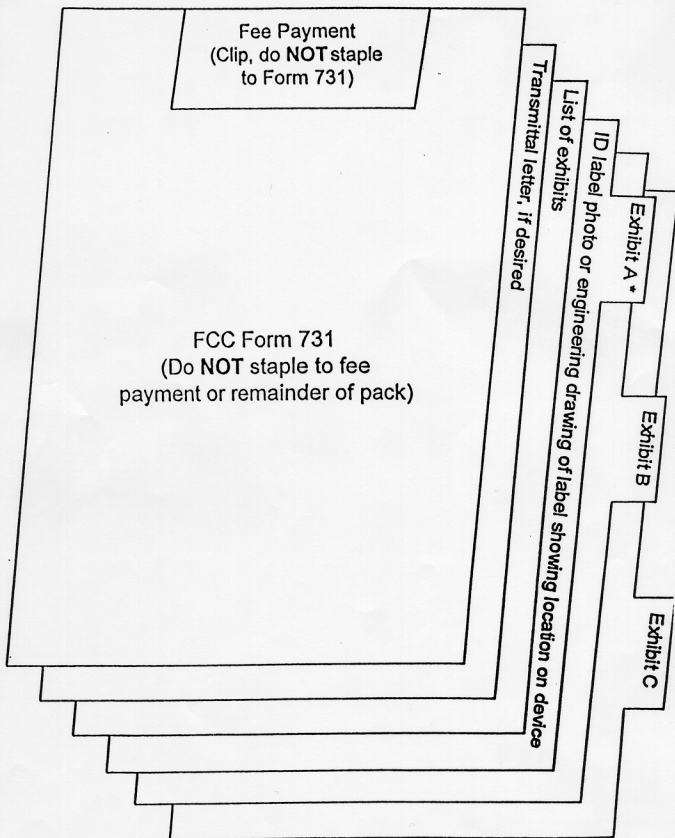 Fee Payment
(Clip, do NOT staple
to Form 731)
FCC Form 731
(Do NOT staple to fee
payment or remainder of pack)
Transmittal letter, if desired
List of exhibits
ID label photo or engineering drawing of label showing location on device
Exhibit A *
Exhibit B
Exhibit C